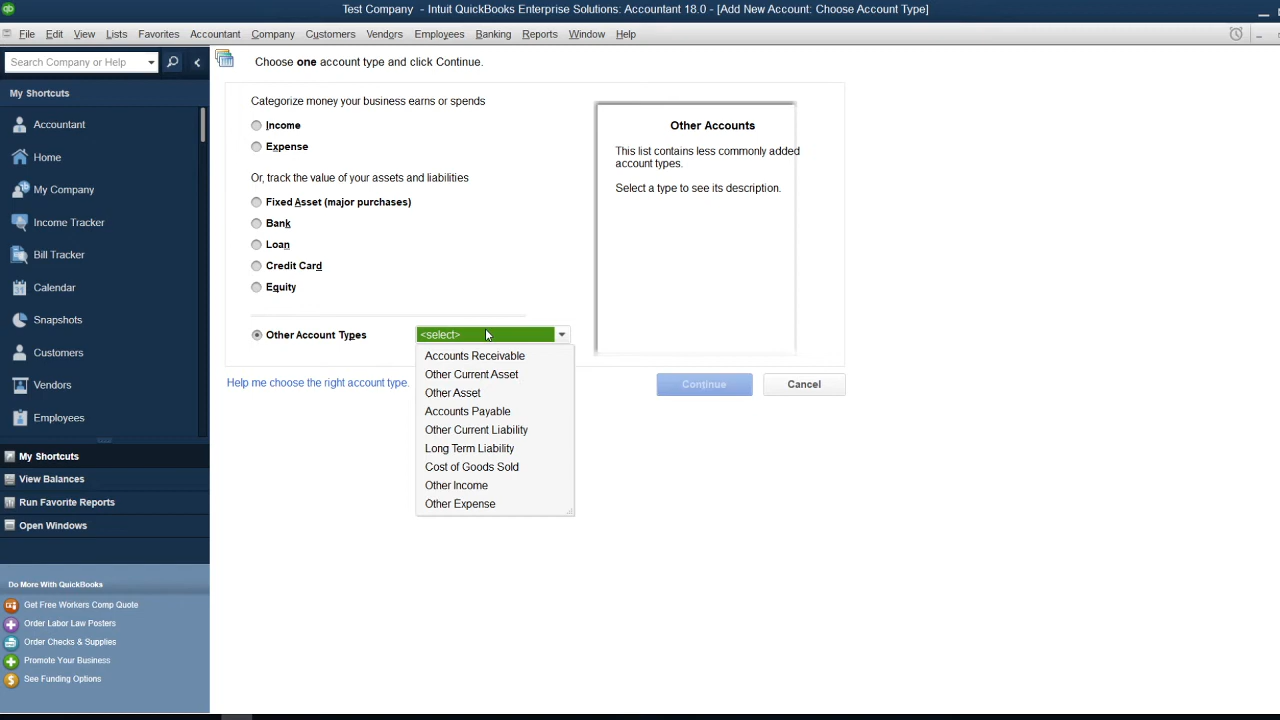 Test Company - Intuit QuickBooks Enterprise Solutions: Accountant 18.0 - [Add New Account: Choose Account Type]
File Edit View Lists Favorites Accountant Company Customers Vendors Employees Banking Reports Window Help
Search Company or Help
My Shortcuts
Accountant
Home
My Company
Income Tracker
Bill Tracker
Calendar
Snapshots
Customers
Vendors
Employees
My Shortcuts
View Balances
Run Favorite Reports
Open Windows
Do More With QuickBooks
Get Free Workers Comp Quote
Order Labor Law Posters
Order Checks & Supplies
Promote Your Business
See Funding Options
Choose one account type and click Continue.
Categorize money your business earns or spends
Income
Expense
Or, track the value of your assets and liabilities
Fixed Asset (major purchases)
Bank
Loan
Credit Card
Equity
Other Account Types
<select>
Accounts Receivable
Other Current Asset
Other Asset
Accounts Payable
Other Current Liability
Long Term Liability
Cost of Goods Sold
Other Income
Other Expense
Help me choose the right account type.
Other Accounts
This list contains less commonly added
account types.
Select a type to see its description.
Continue
Cancel